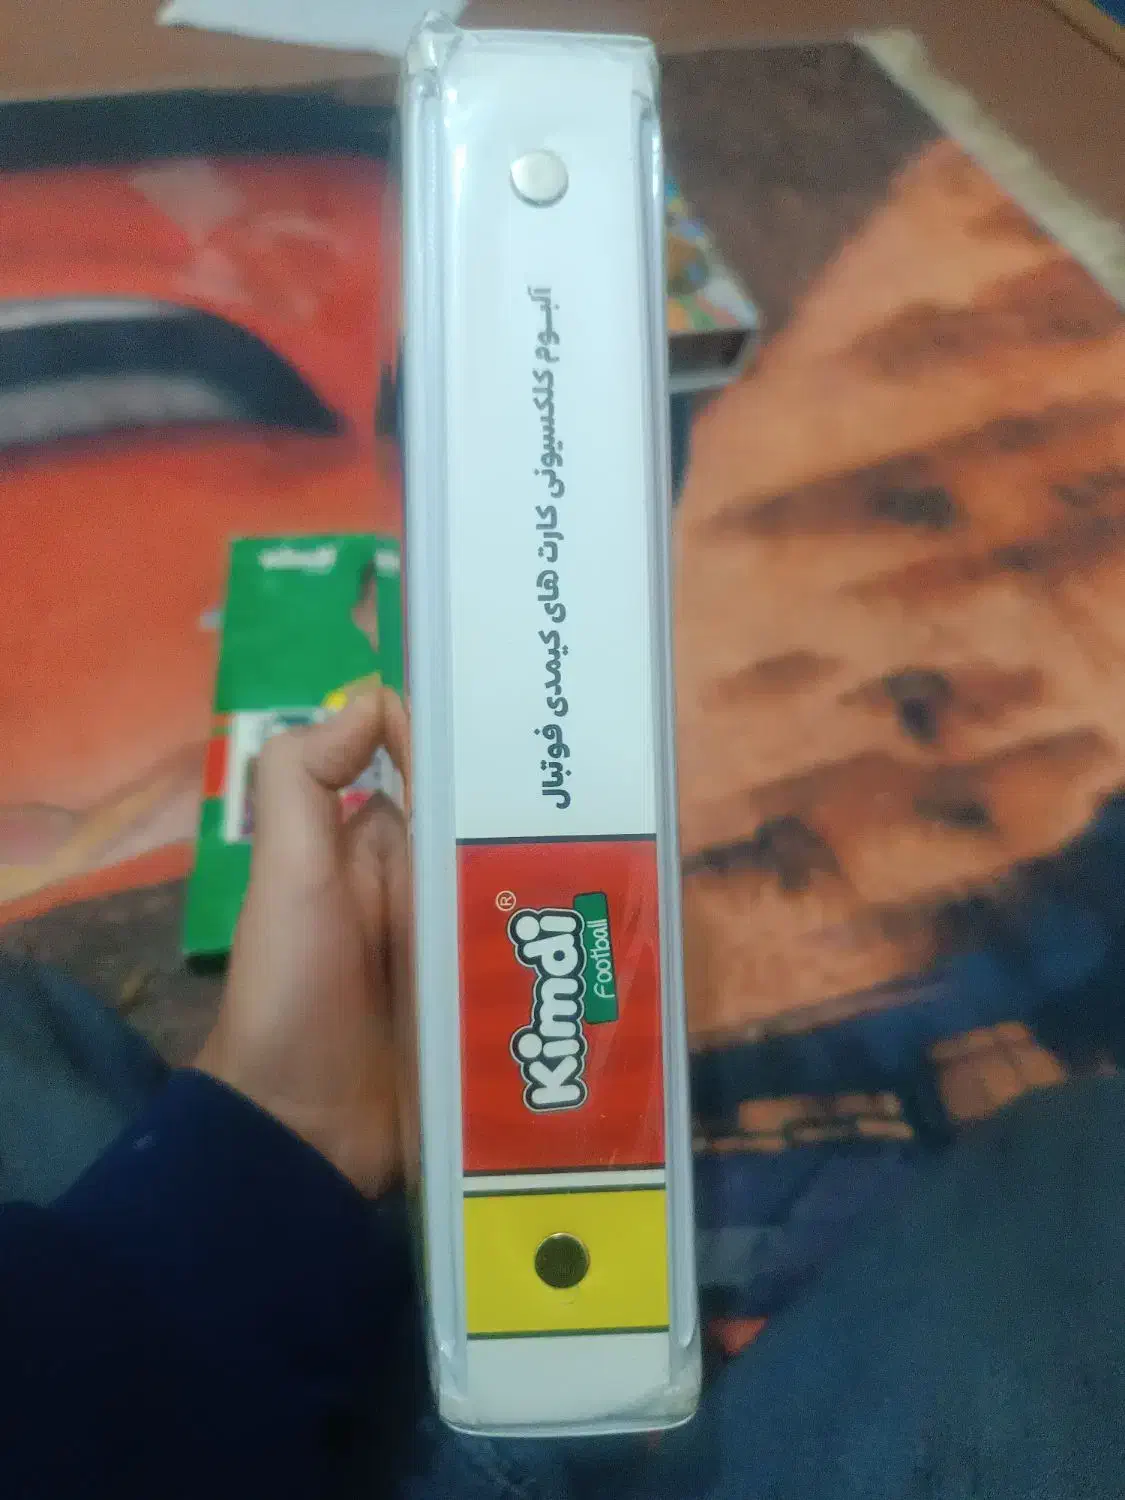 آلبوم کلکسیونی کارت های کیمدی فوتبال
Kimdi®
Football